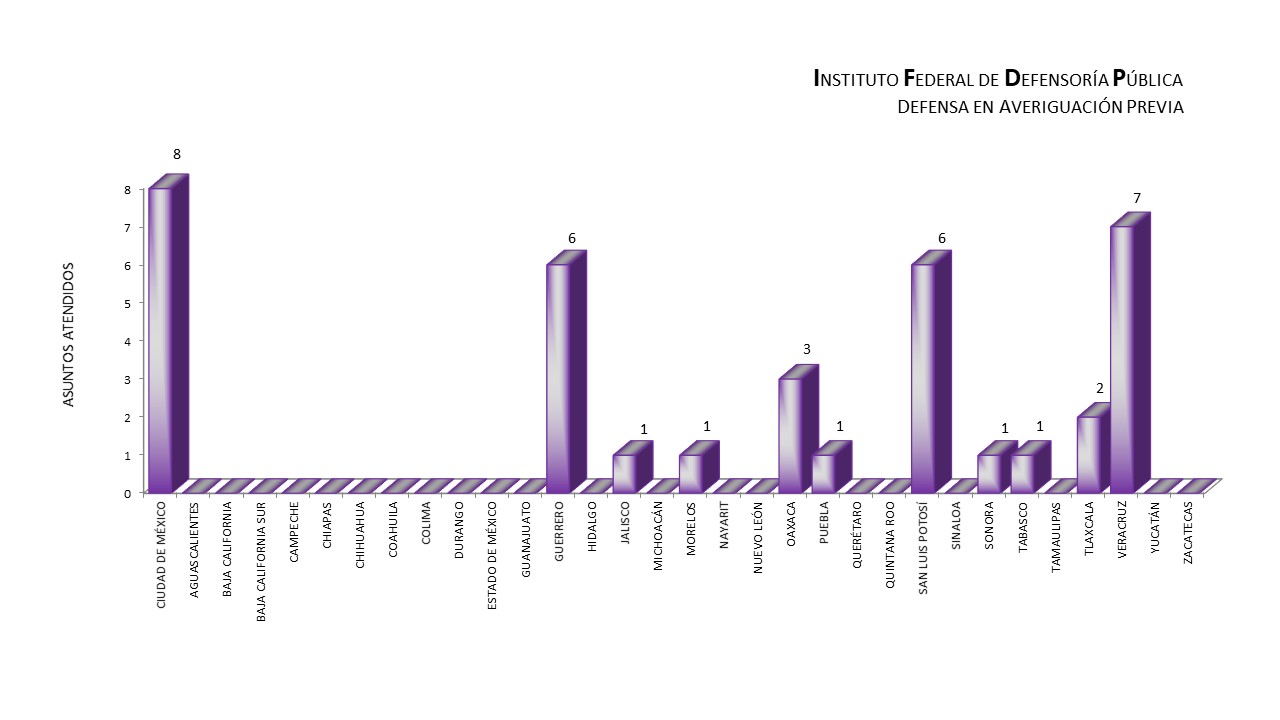 INSTITUTO FEDERAL DE DEFENSORÍA PÚBLICA
DEFENSA EN AVERIGUACIÓN PREVIA
ASUNTOS ATENDIDOS
8
7
6
5
4
3
2
1
0
8
6
1
1
3
1
6
1
1
2
7
CIUDAD DE MÉXICO
AGUASCALIENTES
BAJA CALIFORNIA
BAJA CALIFORNIA SUR
CAMPECHE
CHIAPAS
CHIHUAHUA
COAHUILA
COLIMA
DURANGO
ESTADO DE MÉXICO
GUANAJUATO
GUERRERO
HIDALGO
JALISCO
MICHOACÁN
MORELOS
NAYARIT
NUEVO LEÓN
OAXACA
PUEBLA
QUERÉTARO
QUINTANA ROO
SAN LUIS POTOSÍ
SINALOA
SONORA
TABASCO
TAMAULIPAS
TLAXCALA
VERACRUZ
YUCATÁN
ZACATECAS